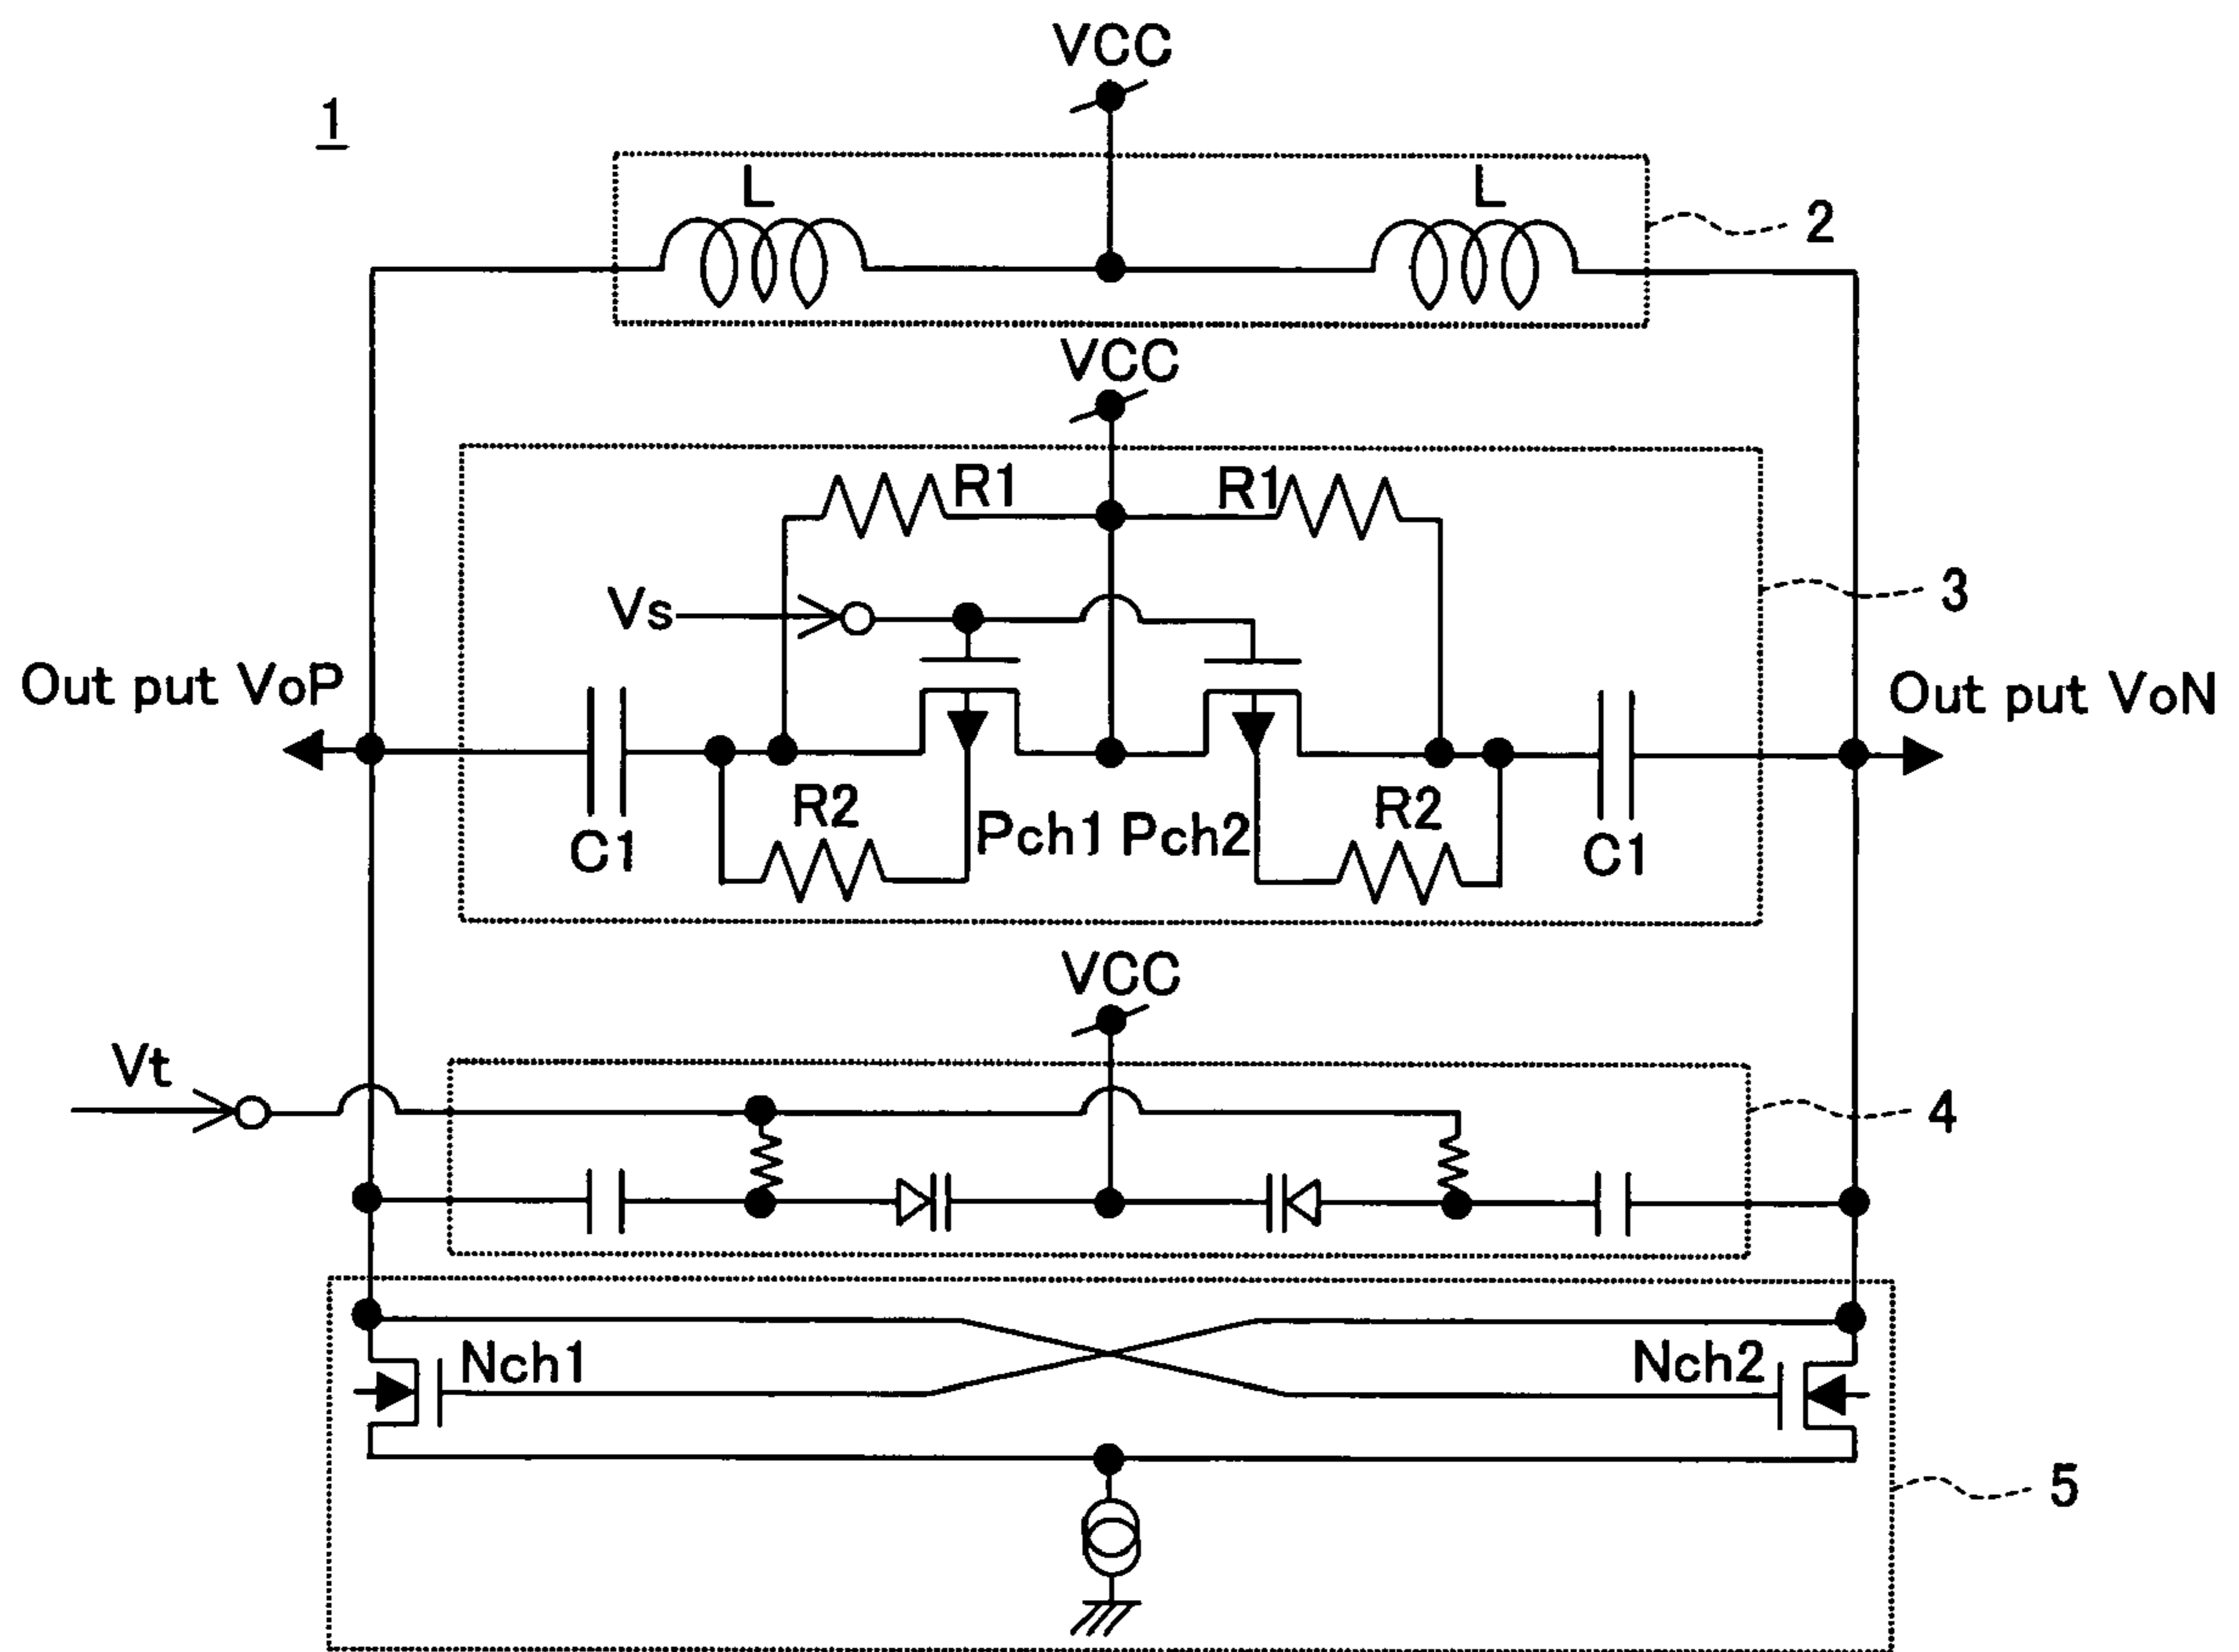 VCC
1
L
L
2
VCC
R1
R1
Vs
3
Out put VoP
Out put VoN
R2
Pch1
Pch2
R2
C1
C1
VCC
Vt
4
Nch1
Nch2
5